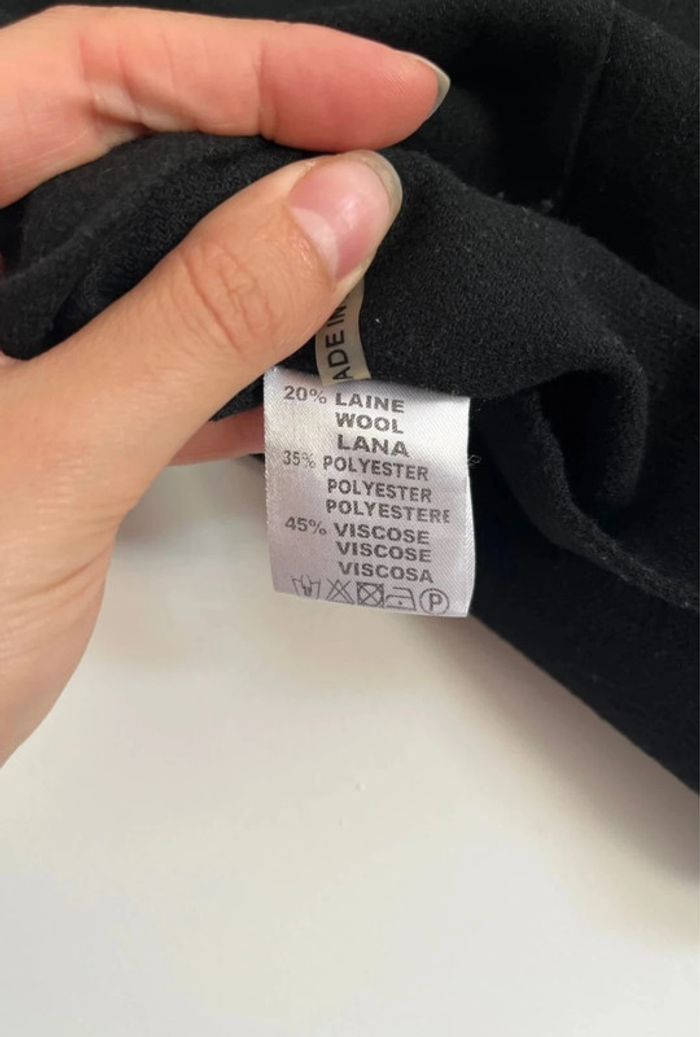 ADE IN
20% LAINE
WOOL
LANA
35% POLYESTER
POLYESTER
POLYESTERE
45% VISCOSE
VISCOSE
VISCOSA
P